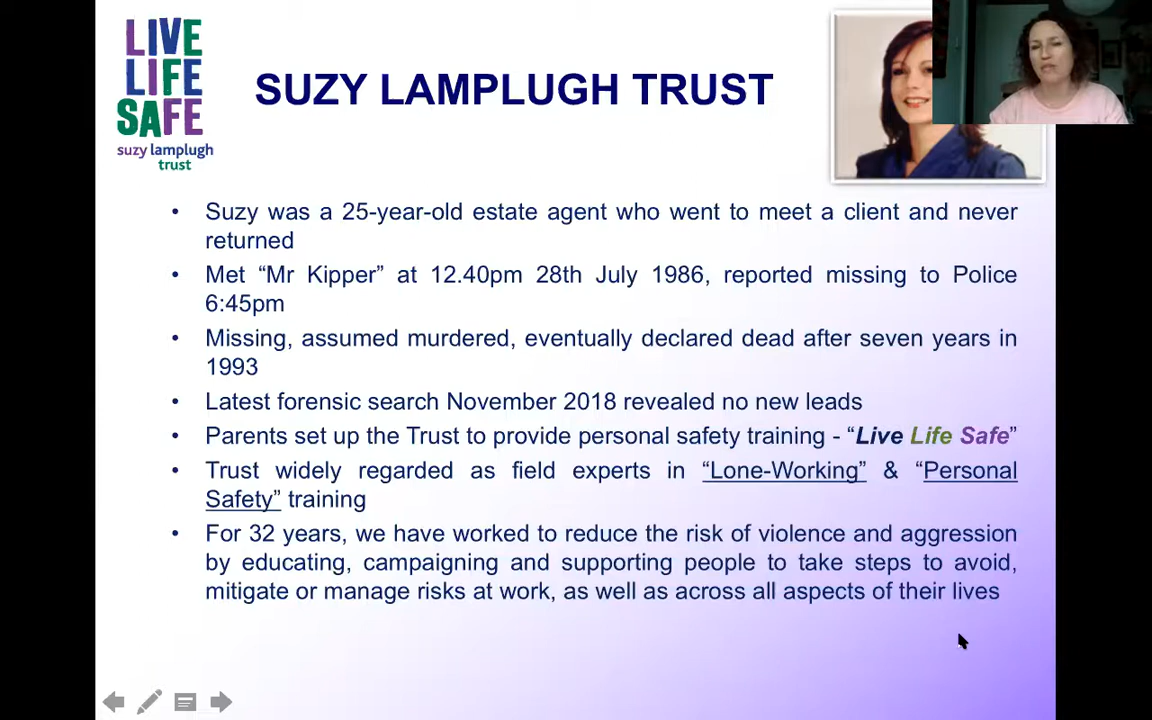 LIVE
LIFE
SAFE
suzy lamplugh
trust
SUZY LAMPLUGH TRUST
• Suzy was a 25-year-old estate agent who went to meet a client and never
returned
• Met “Mr Kipper” at 12.40pm 28th July 1986, reported missing to Police
6:45pm
• Missing, assumed murdered, eventually declared dead after seven years in
1993
• Latest forensic search November 2018 revealed no new leads
• Parents set up the Trust to provide personal safety training - “Live Life Safe”
• Trust widely regarded as field experts in “Lone-Working” & “Personal
Safety” training
• For 32 years, we have worked to reduce the risk of violence and aggression
by educating, campaigning and supporting people to take steps to avoid,
mitigate or manage risks at work, as well as across all aspects of their lives